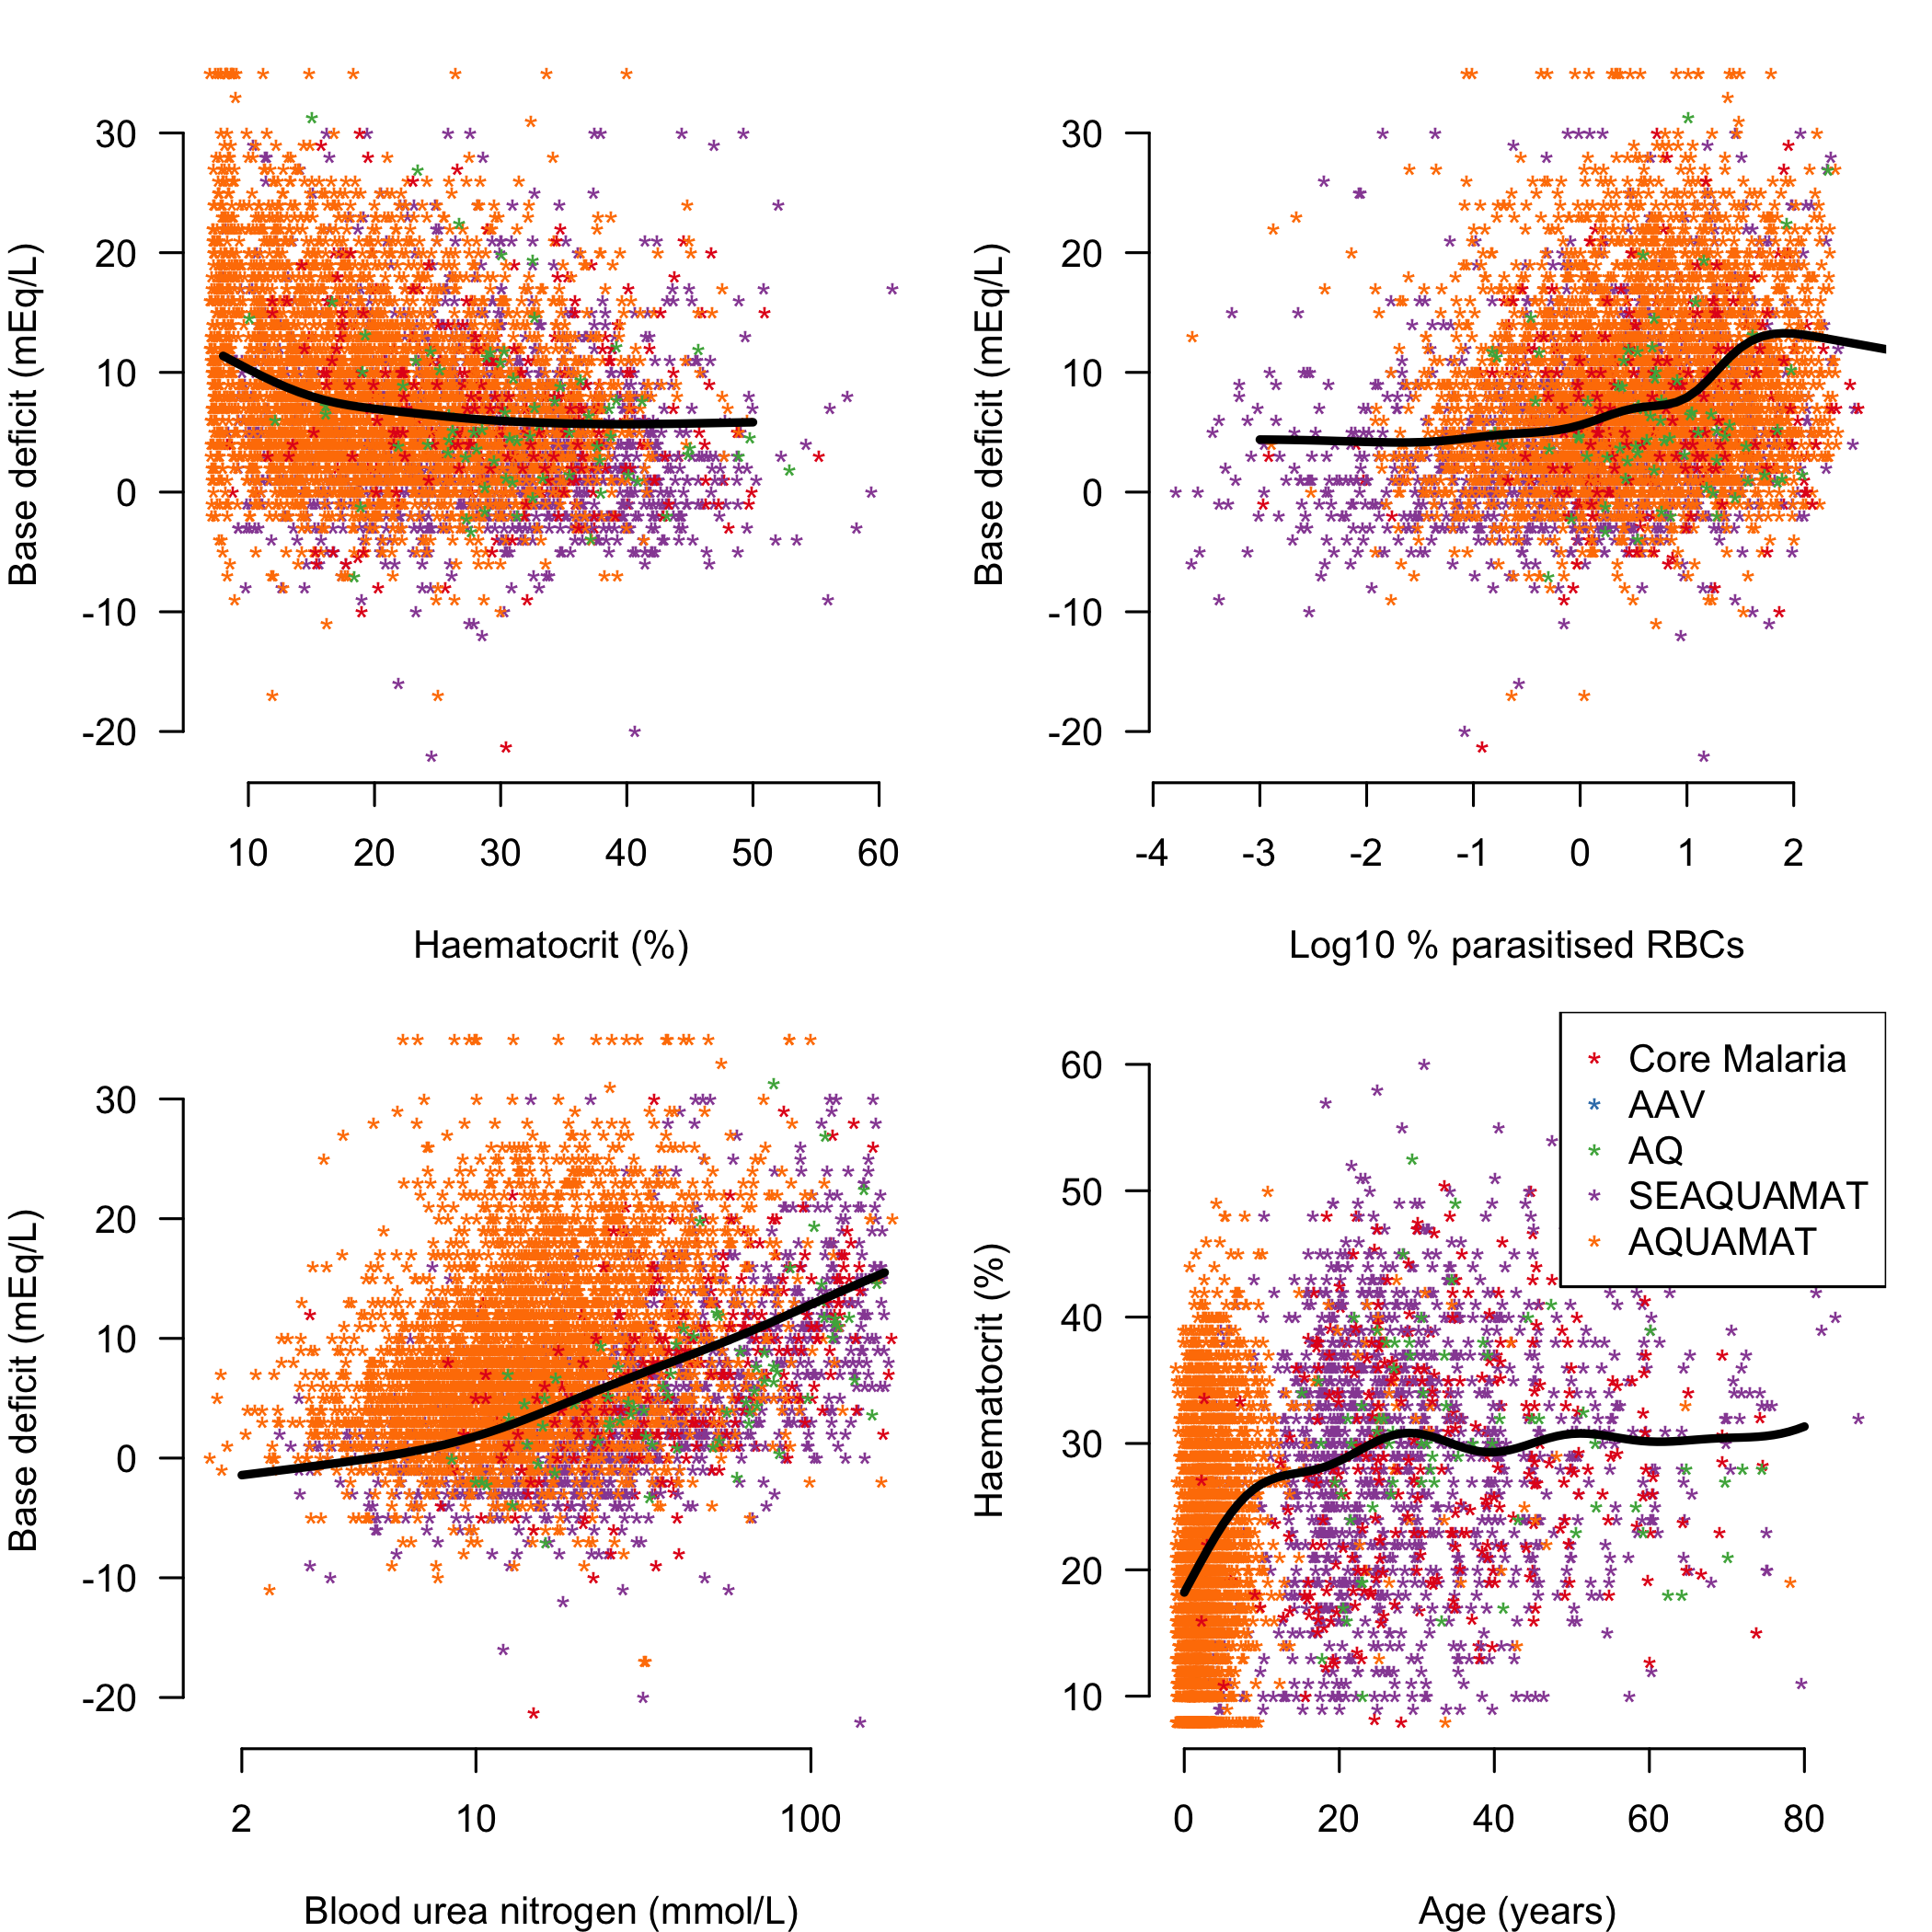 Base deficit (mEq/L)
30
20
10
0
-10
-20
10 20 30 40 50 60
Haematocrit (%)
Base deficit (mEq/L)
30
20
10
0
-10
-20
-4 -3 -2 -1 0 1 2
Log10 % parasitised RBCs
Base deficit (mEq/L)
30
20
10
0
-10
-20
2 10 100
Blood urea nitrogen (mmol/L)
Haematocrit (%)
60
50
40
30
20
10
0 20 40 60 80
Age (years)
* Core Malaria
* AAV
* AQ
* SEAQUAMAT
* AQUAMAT